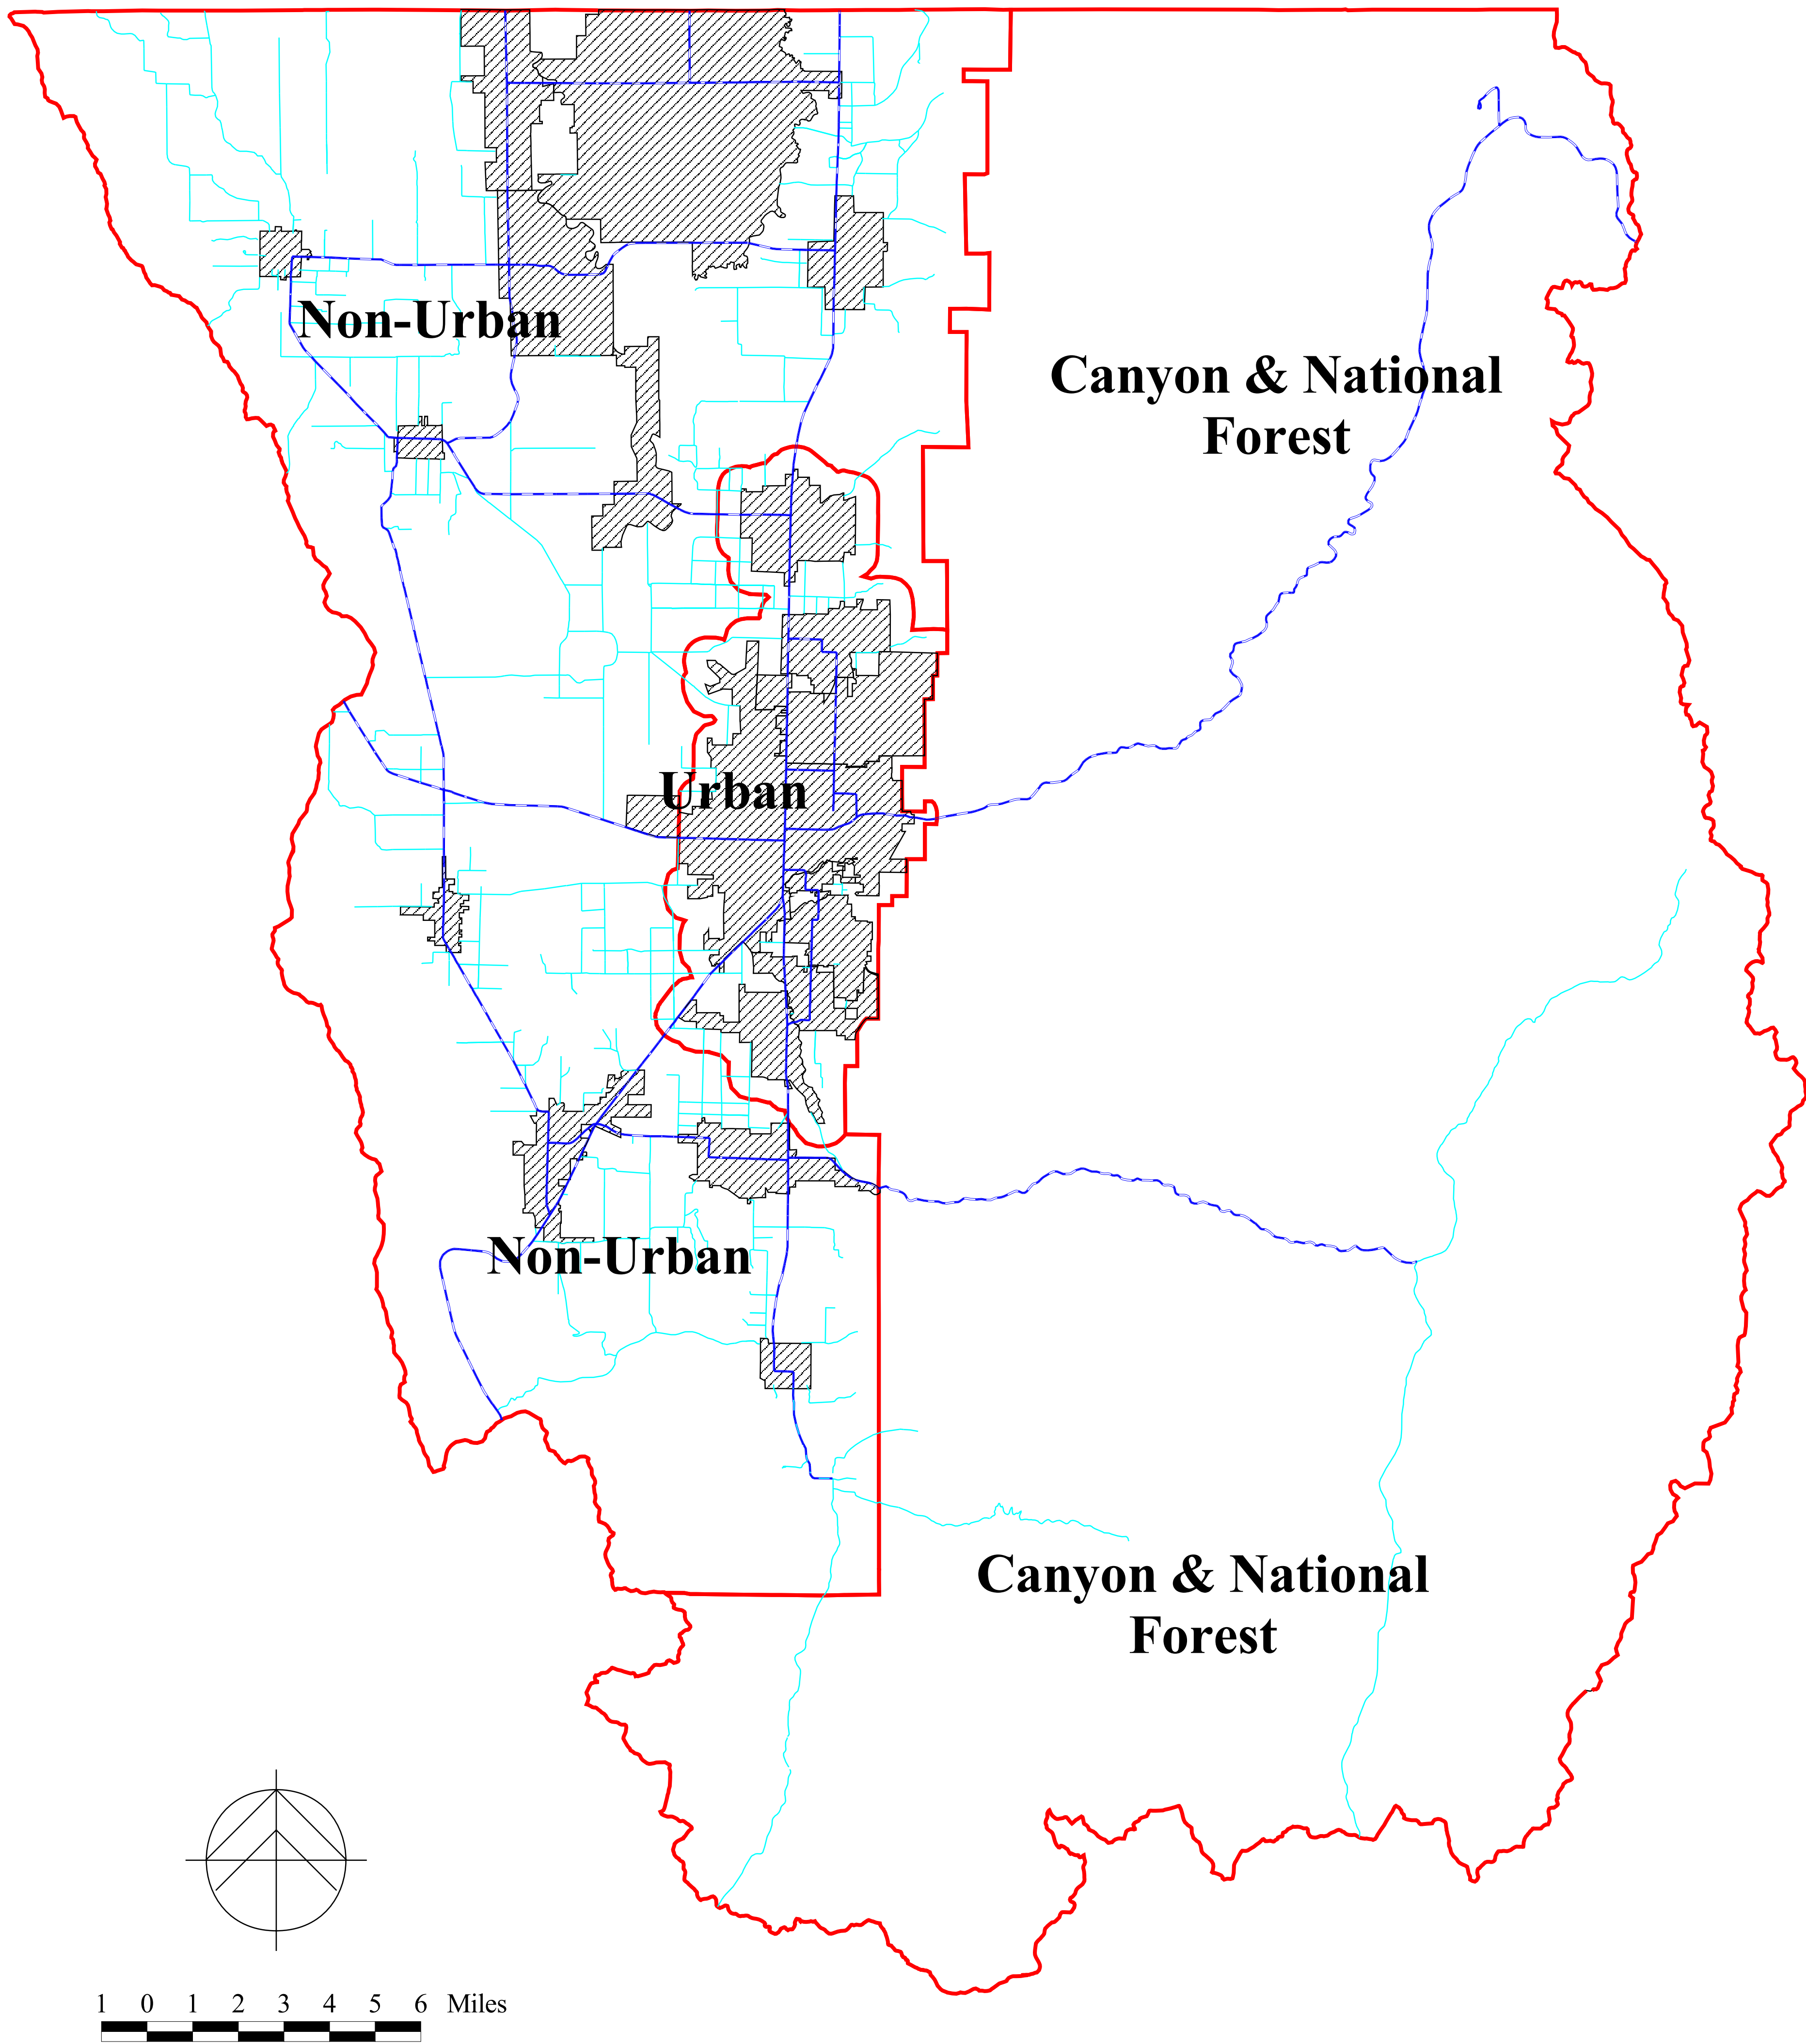 Non-Urban
Canyon & National
Forest
Urban
Non-Urban
Canyon & National
Forest
1 0 1 2 3 4 5 6 Miles